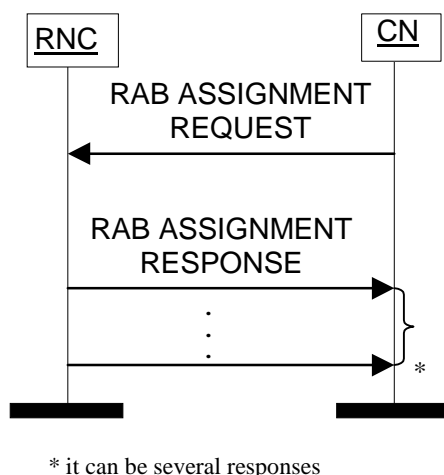 RNC
CN
RAB ASSIGNMENT
REQUEST
RAB ASSIGNMENT
RESPONSE
*
* it can be several responses